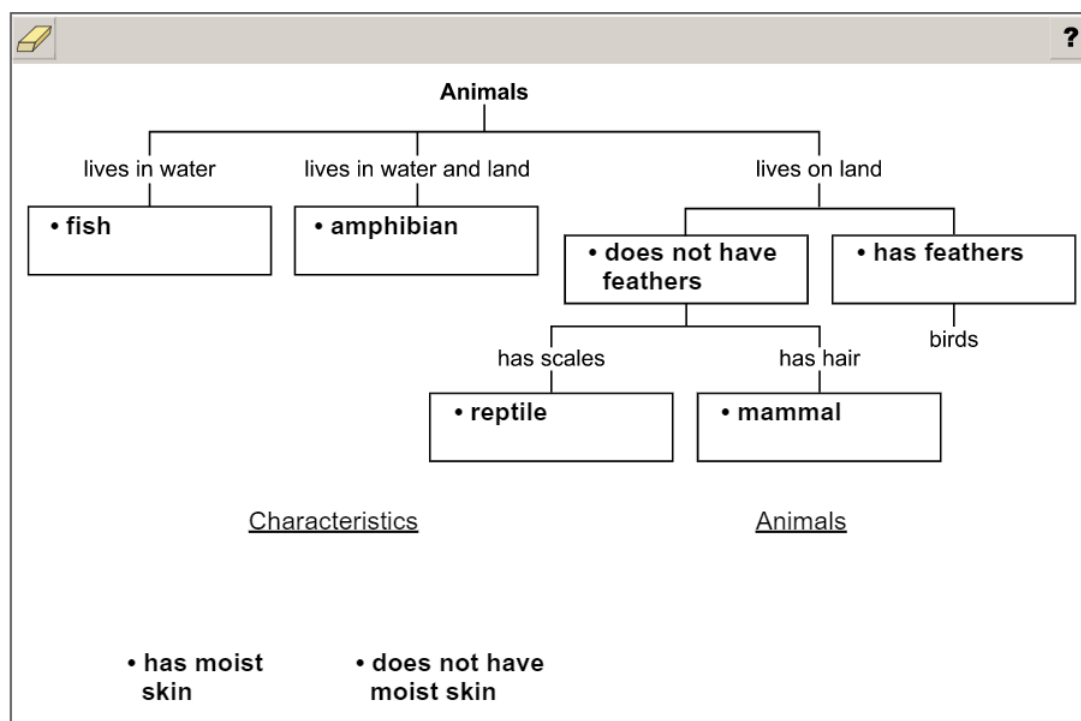 ?
Animals
lives in water
lives in water and land
lives on land
• fish
• amphibian
• does not have
feathers
• has feathers
birds
has scales
has hair
• reptile
• mammal
Characteristics
Animals
• has moist
skin
• does not have
moist skin